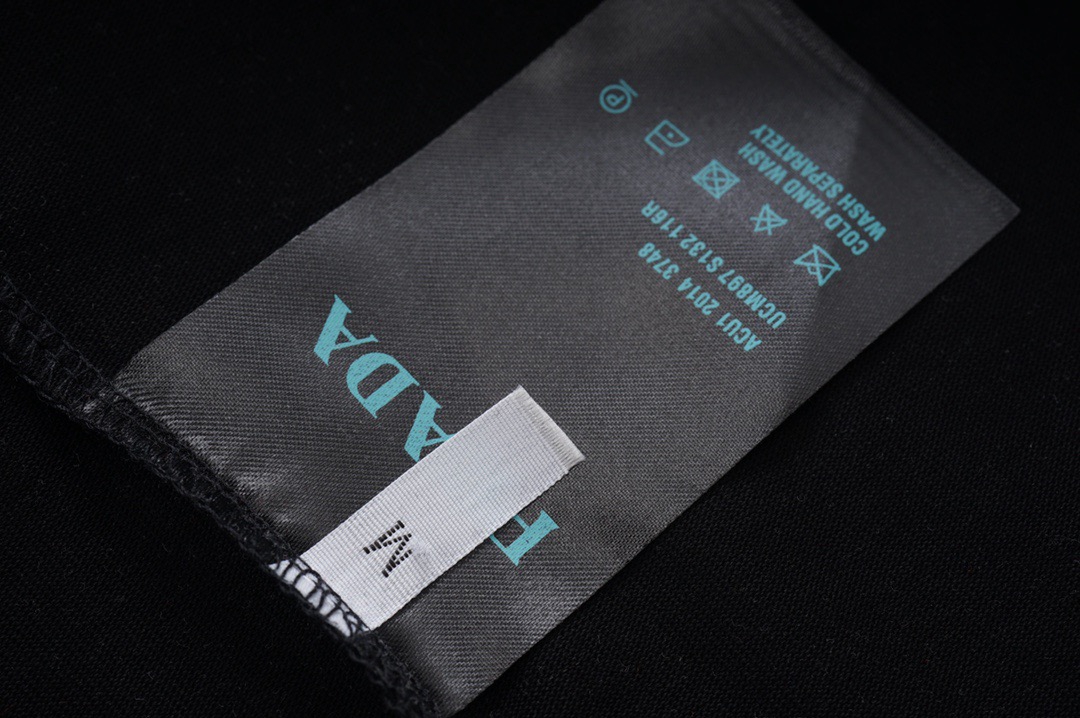 M
ADA
ACU1 2014 3748
UCM897 S132 116R
P
COLD HAND WASH
WASH SEPARATELY